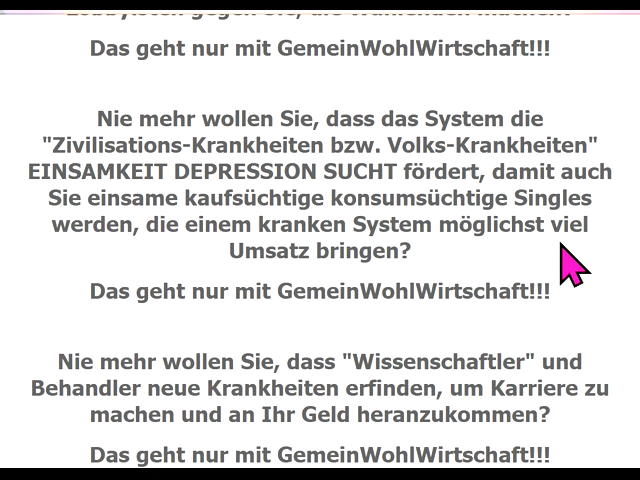 Das geht nur mit GemeinWohlWirtschaft!!!
Nie mehr wollen Sie, dass das System die
"Zivilisations-Krankheiten bzw. Volks-Krankheiten"
EINSAMKEIT DEPRESSION SUCHT fördert, damit auch
Sie einsame kaufsüchtige konsumsüchtige Singles
werden, die einem kranken System möglichst viel
Umsatz bringen?
Das geht nur mit GemeinWohlWirtschaft!!!
Nie mehr wollen Sie, dass "Wissenschaftler" und
Behandler neue Krankheiten erfinden, um Karriere zu
machen und an Ihr Geld heranzukommen?
Das geht nur mit GemeinWohlWirtschaft!!!